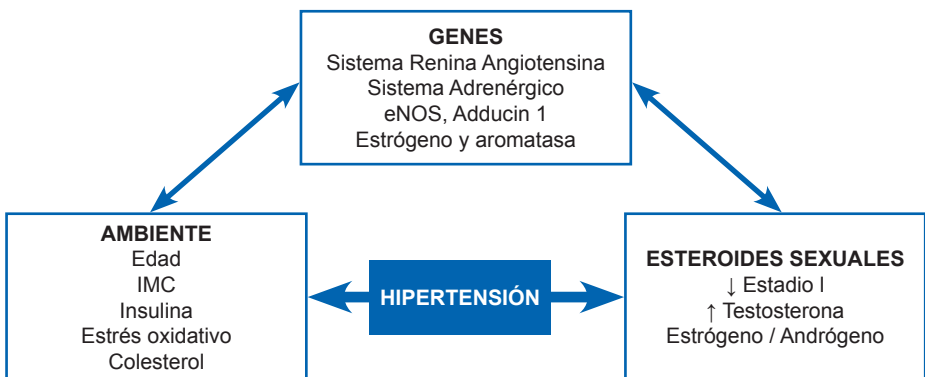 GENES
Sistema Renina Angiotensina
Sistema Adrenérgico
eNOS, Adducin 1
Estrógeno y aromatasa
AMBIENTE
Edad
IMC
Insulina
Estrés oxidativo
Colesterol
HIPERTENSIÓN
ESTEROIDES SEXUALES
↓ Estadio I
↑ Testosterona
Estrógeno / Andrógeno